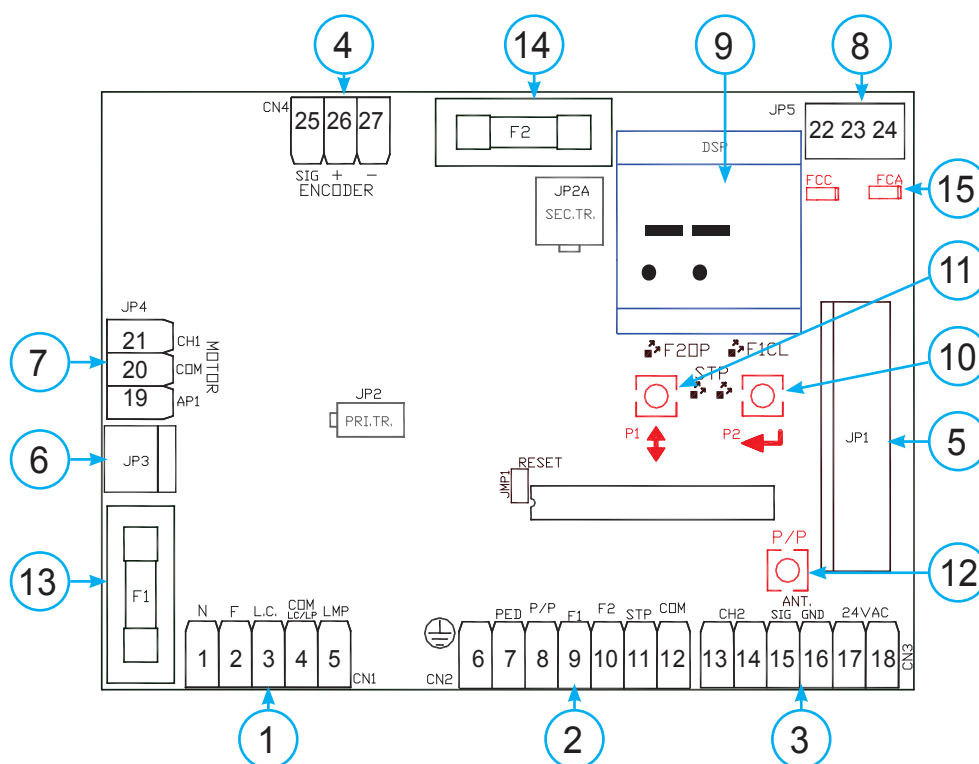 4 14 9 8
CN4 25 26 27
SIG + -
ENCODER
F2
DSP
JP5 22 23 24
FCC FCA 15
JP2A
SEC.TR.
11
JP4
21 CH1
7 20 COM
19 AP1
MOTOR
F2OP F1CL
STP
10
JP2
PRI.TR.
P1 P2
6 JP3
JP1 5
RESET
JMP1
13 F1
P/P
12
N F L.C. COM LC/LP LMP
1 2 3 4 5
CN1
PED P/P F1 F2 STP COM
CN2 6 7 8 9 10 11 12
ANT.
CH2 SIG GND 24VAC
13 14 15 16 17 18
CN3
1 2 3